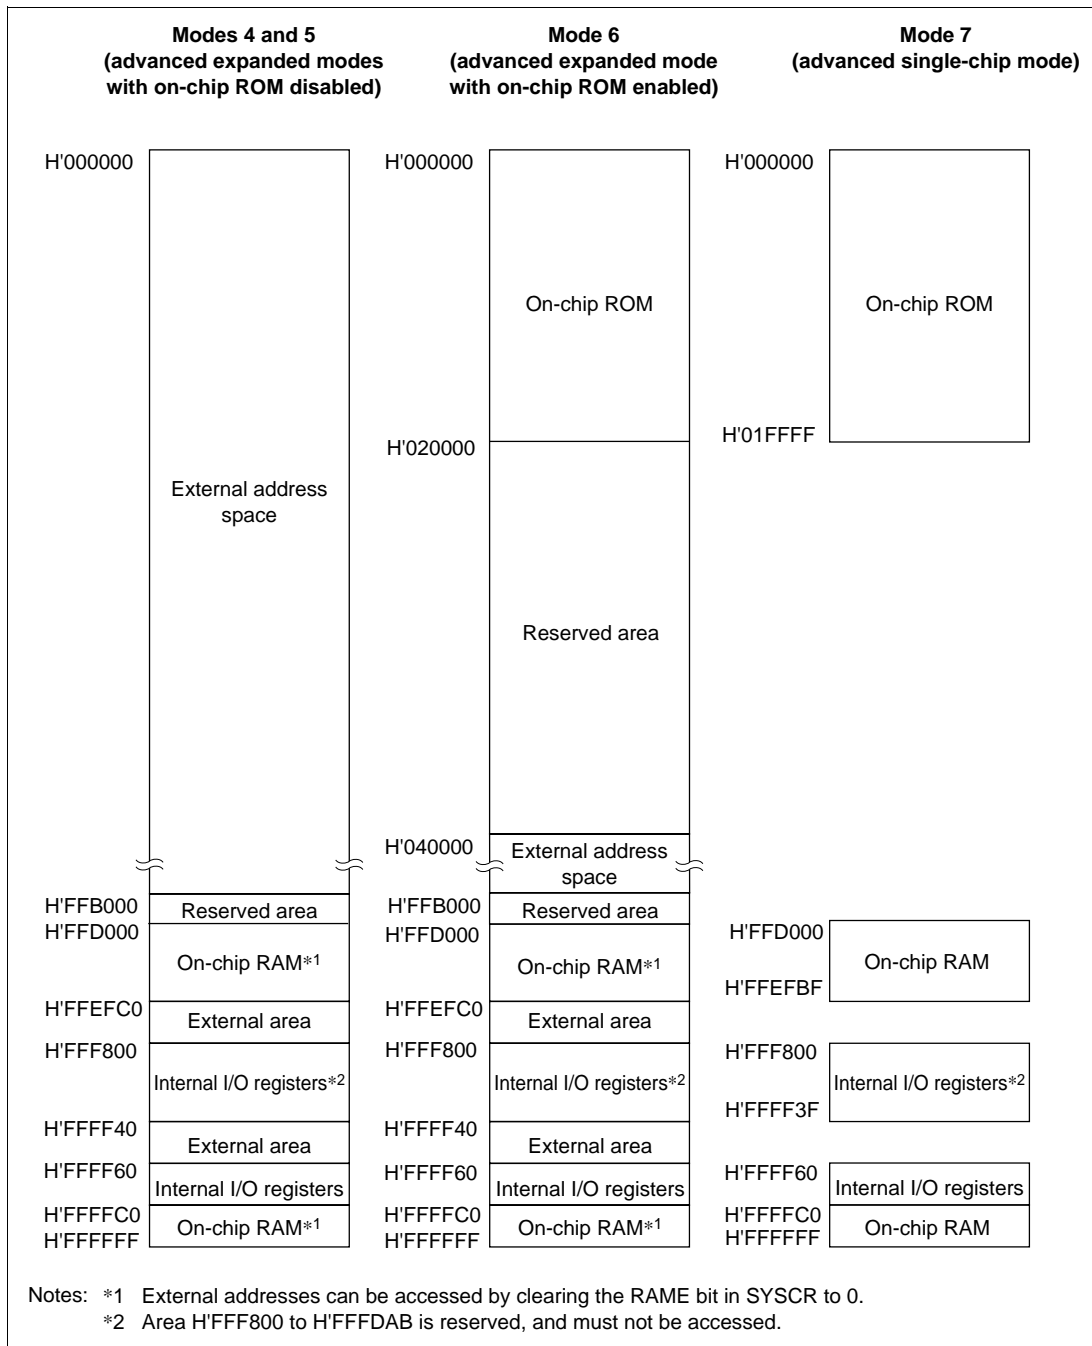 Modes 4 and 5
(advanced expanded modes
with on-chip ROM disabled)
Mode 6
(advanced expanded mode
with on-chip ROM enabled)
Mode 7
(advanced single-chip mode)
H'000000
External address
space
H'FFB000
Reserved area
H'FFD000
On-chip RAM*1
H'FFEFC0
External area
H'FFF800
Internal I/O registers*2
H'FFFF40
External area
H'FFFF60
Internal I/O registers
H'FFFFC0
On-chip RAM*1
H'FFFFFF
H'000000
On-chip ROM
H'020000
Reserved area
H'040000
External address
space
H'FFB000
Reserved area
H'FFD000
On-chip RAM*1
H'FFEFC0
External area
H'FFF800
Internal I/O registers*2
H'FFFF40
External area
H'FFFF60
Internal I/O registers
H'FFFFC0
On-chip RAM*1
H'FFFFFF
H'000000
On-chip ROM
H'01FFFF
H'FFD000
On-chip RAM
H'FFEFBF
H'FFF800
Internal I/O registers*2
H'FFFF3F
H'FFFF60
Internal I/O registers
H'FFFFC0
On-chip RAM
H'FFFFFF
Notes: *1 External addresses can be accessed by clearing the RAME bit in SYSCR to 0.
*2 Area H'FFF800 to H'FFFDAB is reserved, and must not be accessed.